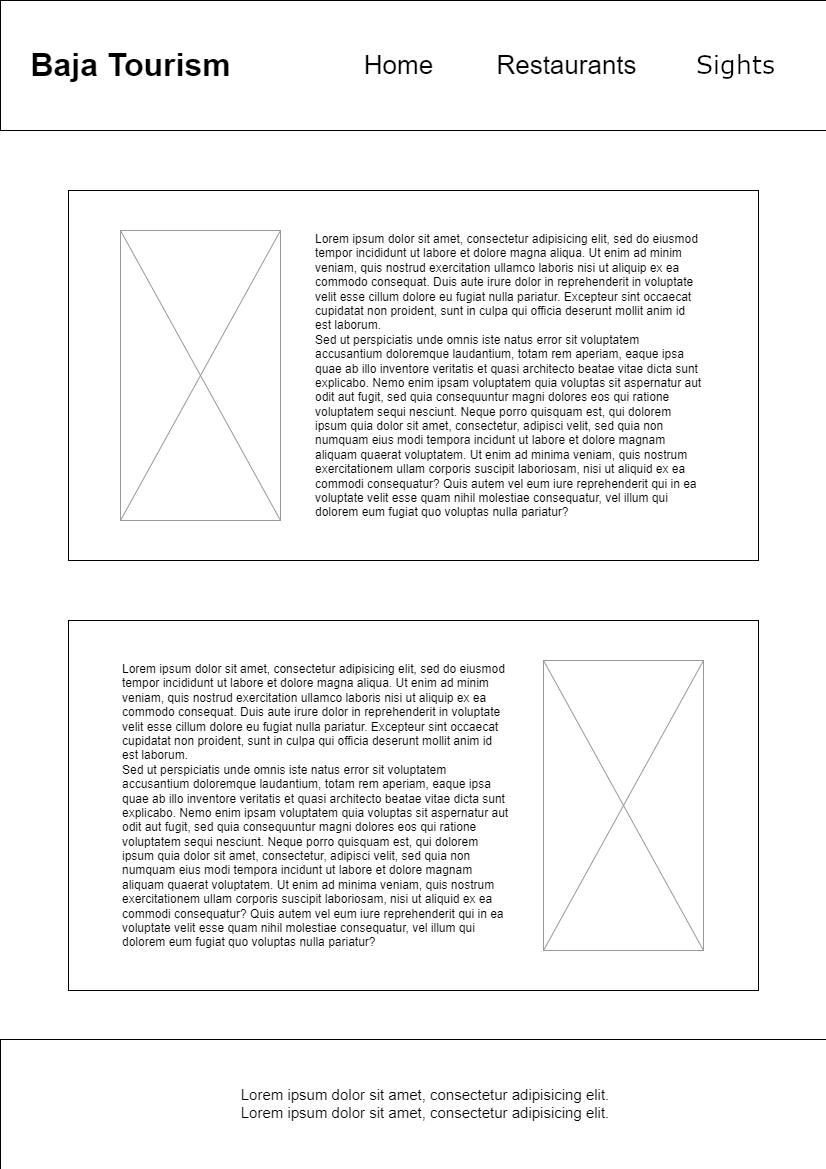 Baja Tourism Home Restaurants Sights
Lorem ipsum dolor sit amet, consectetur adipisicing elit, sed do eiusmod
tempor incididunt ut labore et dolore magna aliqua. Ut enim ad minim
veniam, quis nostrud exercitation ullamco laboris nisi ut aliquip ex ea
commodo consequat. Duis aute irure dolor in reprehenderit in voluptate
velit esse cillum dolore eu fugiat nulla pariatur. Excepteur sint occaecat
cupidatat non proident, sunt in culpa qui officia deserunt mollit anim id
est laborum.
Sed ut perspiciatis unde omnis iste natus error sit voluptatem
accusantium doloremque laudantium, totam rem aperiam, eaque ipsa
quae ab illo inventore veritatis et quasi architecto beatae vitae dicta sunt
explicabo. Nemo enim ipsam voluptatem quia voluptas sit aspernatur aut
odit aut fugit, sed quia consequuntur magni dolores eos qui ratione
voluptatem sequi nesciunt. Neque porro quisquam est, qui dolorem
ipsum quia dolor sit amet, consectetur, adipisci velit, sed quia non
numquam eius modi tempora incidunt ut labore et dolore magnam
aliquam quaerat voluptatem. Ut enim ad minima veniam, quis nostrum
exercitationem ullam corporis suscipit laboriosam, nisi ut aliquid ex ea
commodi consequatur? Quis autem vel eum iure reprehenderit qui in ea
voluptate velit esse quam nihil molestiae consequatur, vel illum qui
dolorem eum fugiat quo voluptas nulla pariatur?
Lorem ipsum dolor sit amet, consectetur adipisicing elit, sed do eiusmod
tempor incididunt ut labore et dolore magna aliqua. Ut enim ad minim
veniam, quis nostrud exercitation ullamco laboris nisi ut aliquip ex ea
commodo consequat. Duis aute irure dolor in reprehenderit in voluptate
velit esse cillum dolore eu fugiat nulla pariatur. Excepteur sint occaecat
cupidatat non proident, sunt in culpa qui officia deserunt mollit anim id
est laborum.
Sed ut perspiciatis unde omnis iste natus error sit voluptatem
accusantium doloremque laudantium, totam rem aperiam, eaque ipsa
quae ab illo inventore veritatis et quasi architecto beatae vitae dicta sunt
explicabo. Nemo enim ipsam voluptatem quia voluptas sit aspernatur aut
odit aut fugit, sed quia consequuntur magni dolores eos qui ratione
voluptatem sequi nesciunt. Neque porro quisquam est, qui dolorem
ipsum quia dolor sit amet, consectetur, adipisci velit, sed quia non
numquam eius modi tempora incidunt ut labore et dolore magnam
aliquam quaerat voluptatem. Ut enim ad minima veniam, quis nostrum
exercitationem ullam corporis suscipit laboriosam, nisi ut aliquid ex ea
commodi consequatur? Quis autem vel eum iure reprehenderit qui in ea
voluptate velit esse quam nihil molestiae consequatur, vel illum qui
dolorem eum fugiat quo voluptas nulla pariatur?
Lorem ipsum dolor sit amet, consectetur adipisicing elit.
Lorem ipsum dolor sit amet, consectetur adipisicing elit.